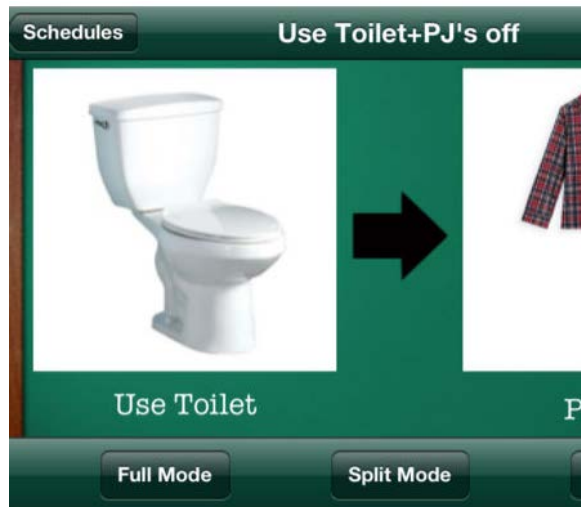 Schedules
Use Toilet+PJ's off
Use Toilet
P
Full Mode
Split Mode